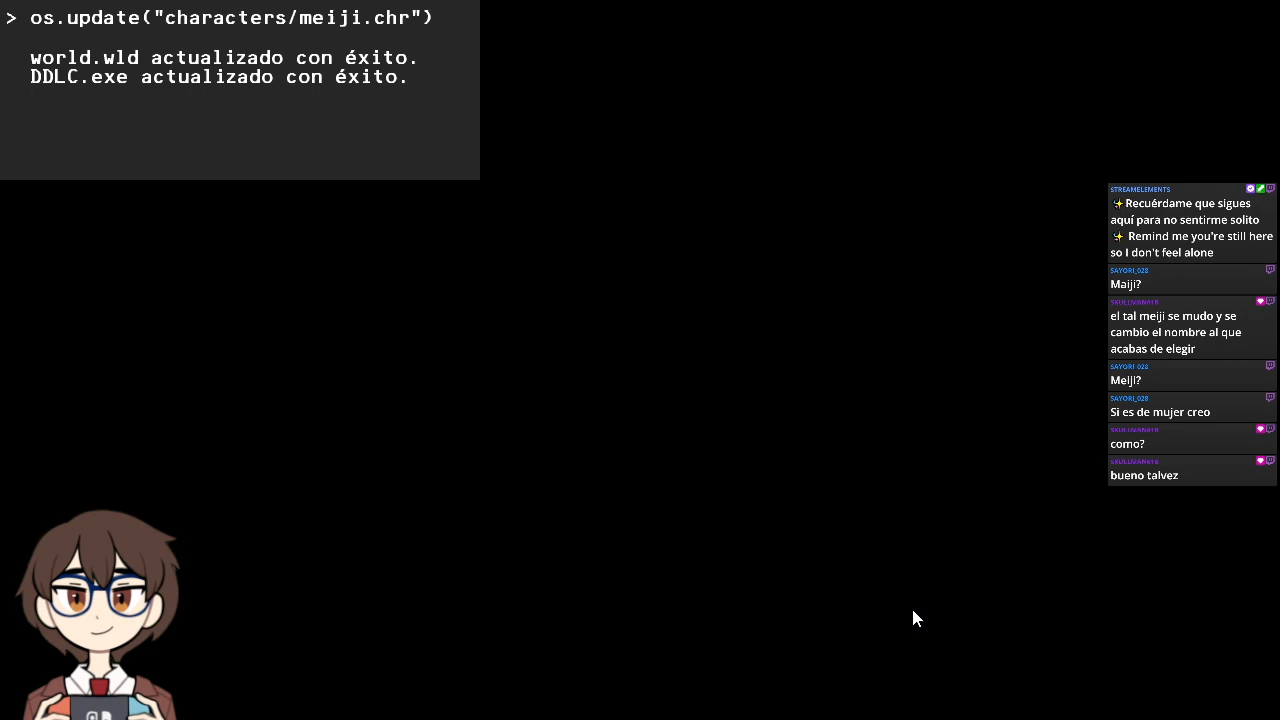 > os.update("characters/meiji.chr")
world.wld actualizado con éxito.
DDLC.exe actualizado con éxito.
STREAMELEMENTS
✨Recuérdame que sigues
aquí para no sentirme solito
✨ Remind me you're still here
so I don't feel alone
SAYORI_028
Maiji?
el tal meiji se mudo y se
cambio el nombre al que
acabas de elegir
SAYORI_028
Meiji?
SAYORI_028
Si es de mujer creo
como?
bueno talvez